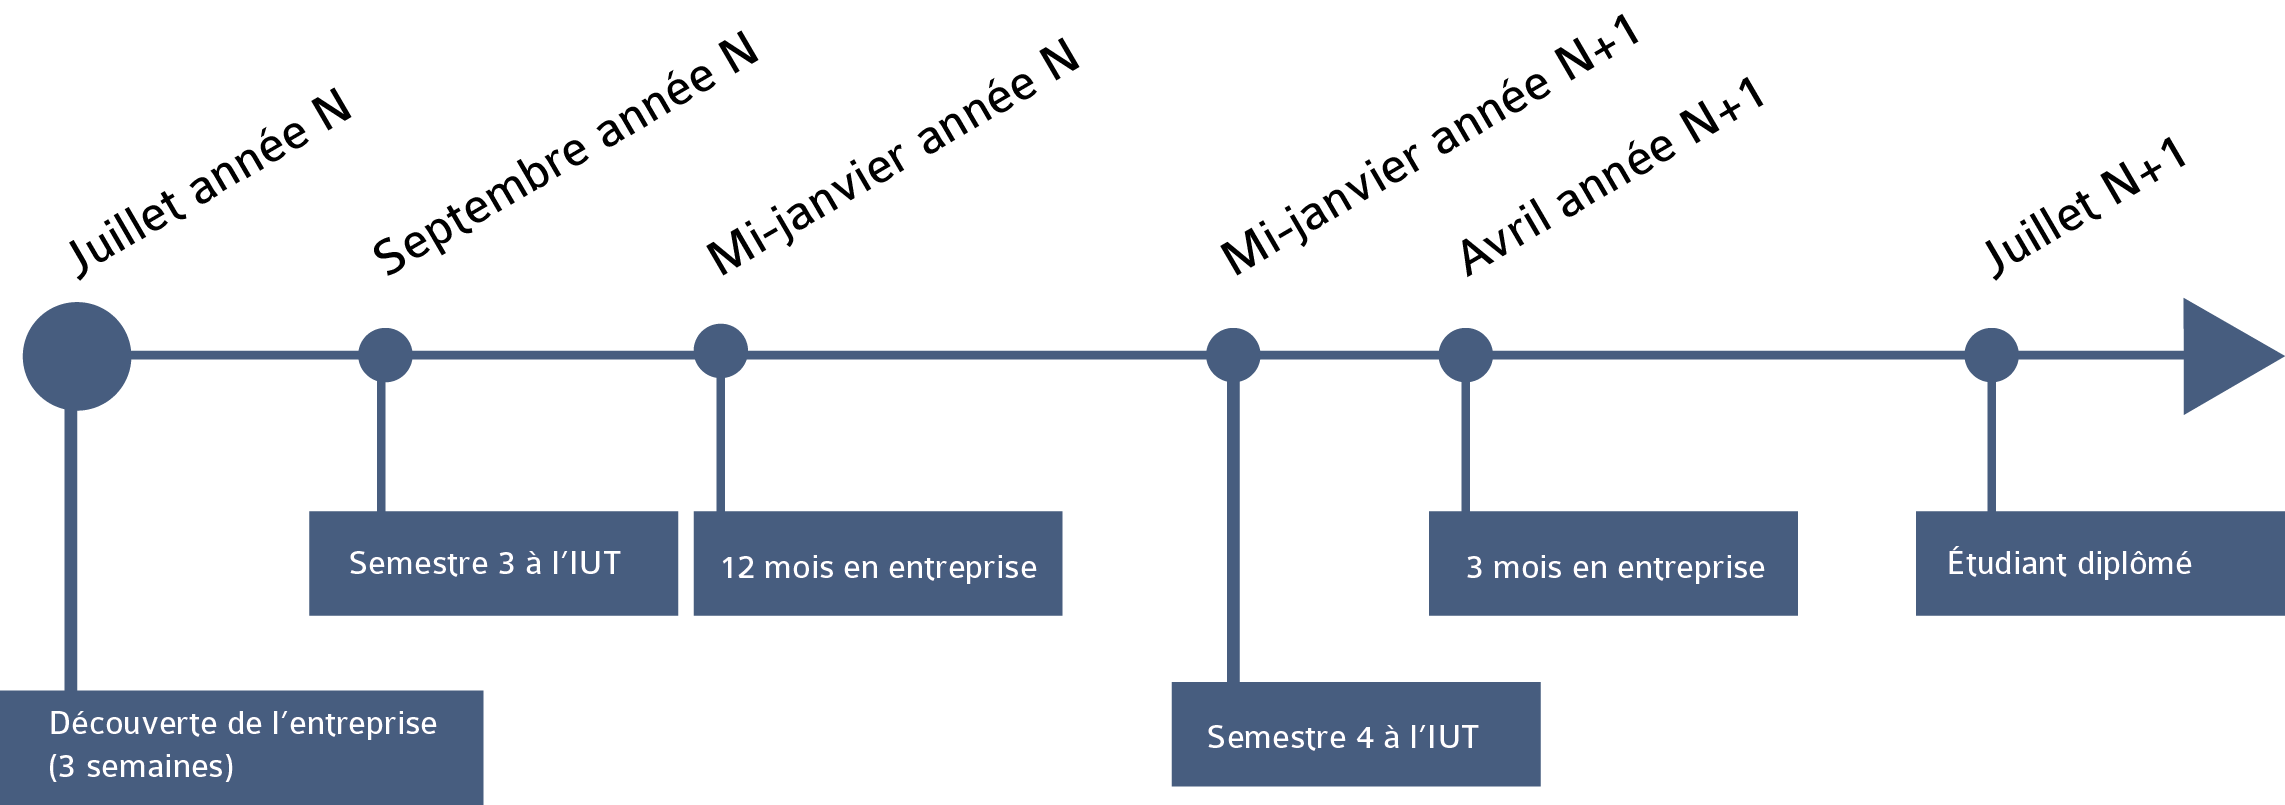 Juillet année N
Septembre année N
Mi-janvier année N
Mi-janvier année N+1
Avril année N+1
Juillet N+1
Semestre 3 à l'IUT
12 mois en entreprise
3 mois en entreprise
Étudiant diplômé
Découverte de l'entreprise
(3 semaines)
Semestre 4 à l'IUT